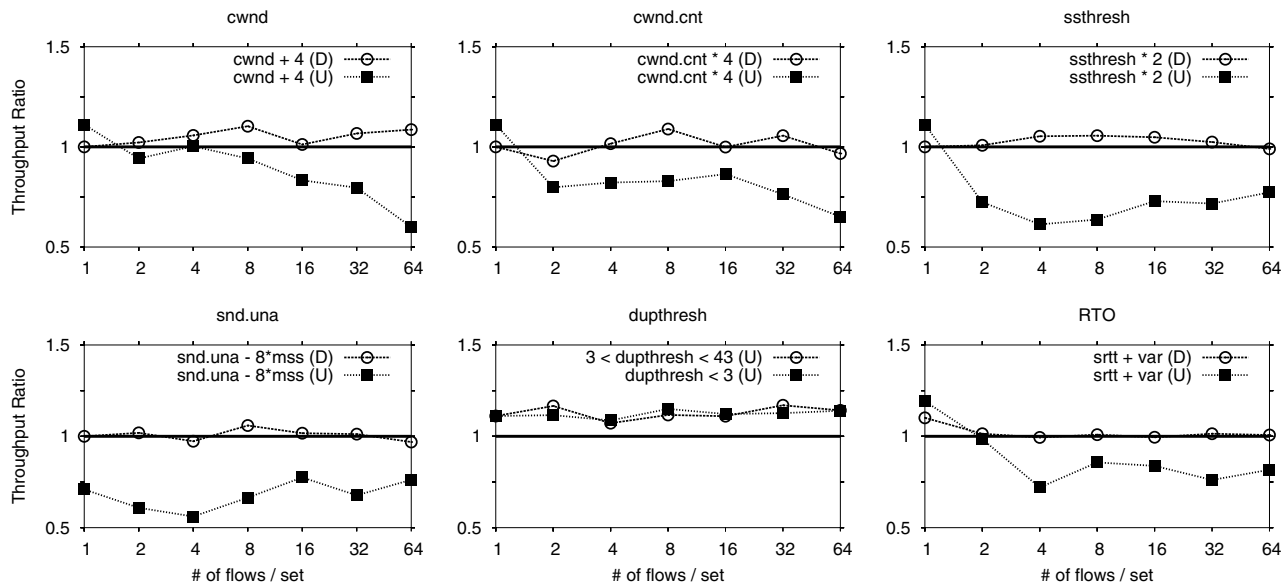 cwnd
cwnd.cnt
ssthresh
Throughput Ratio
1.5
1
0.5
cwnd + 4 (D)
cwnd + 4 (U)
1 2 4 8 16 32 64
1.5
1
0.5
cwnd.cnt * 4 (D)
cwnd.cnt * 4 (U)
1 2 4 8 16 32 64
1.5
1
0.5
ssthresh * 2 (D)
ssthresh * 2 (U)
1 2 4 8 16 32 64
snd.una
dupthresh
RTO
Throughput Ratio
1.5
1
0.5
snd.una - 8*mss (D)
snd.una - 8*mss (U)
1 2 4 8 16 32 64
# of flows / set
1.5
1
0.5
3 < dupthresh < 43 (U)
dupthresh < 3 (U)
1 2 4 8 16 32 64
# of flows / set
1.5
1
0.5
srtt + var (D)
srtt + var (U)
1 2 4 8 16 32 64
# of flows / set